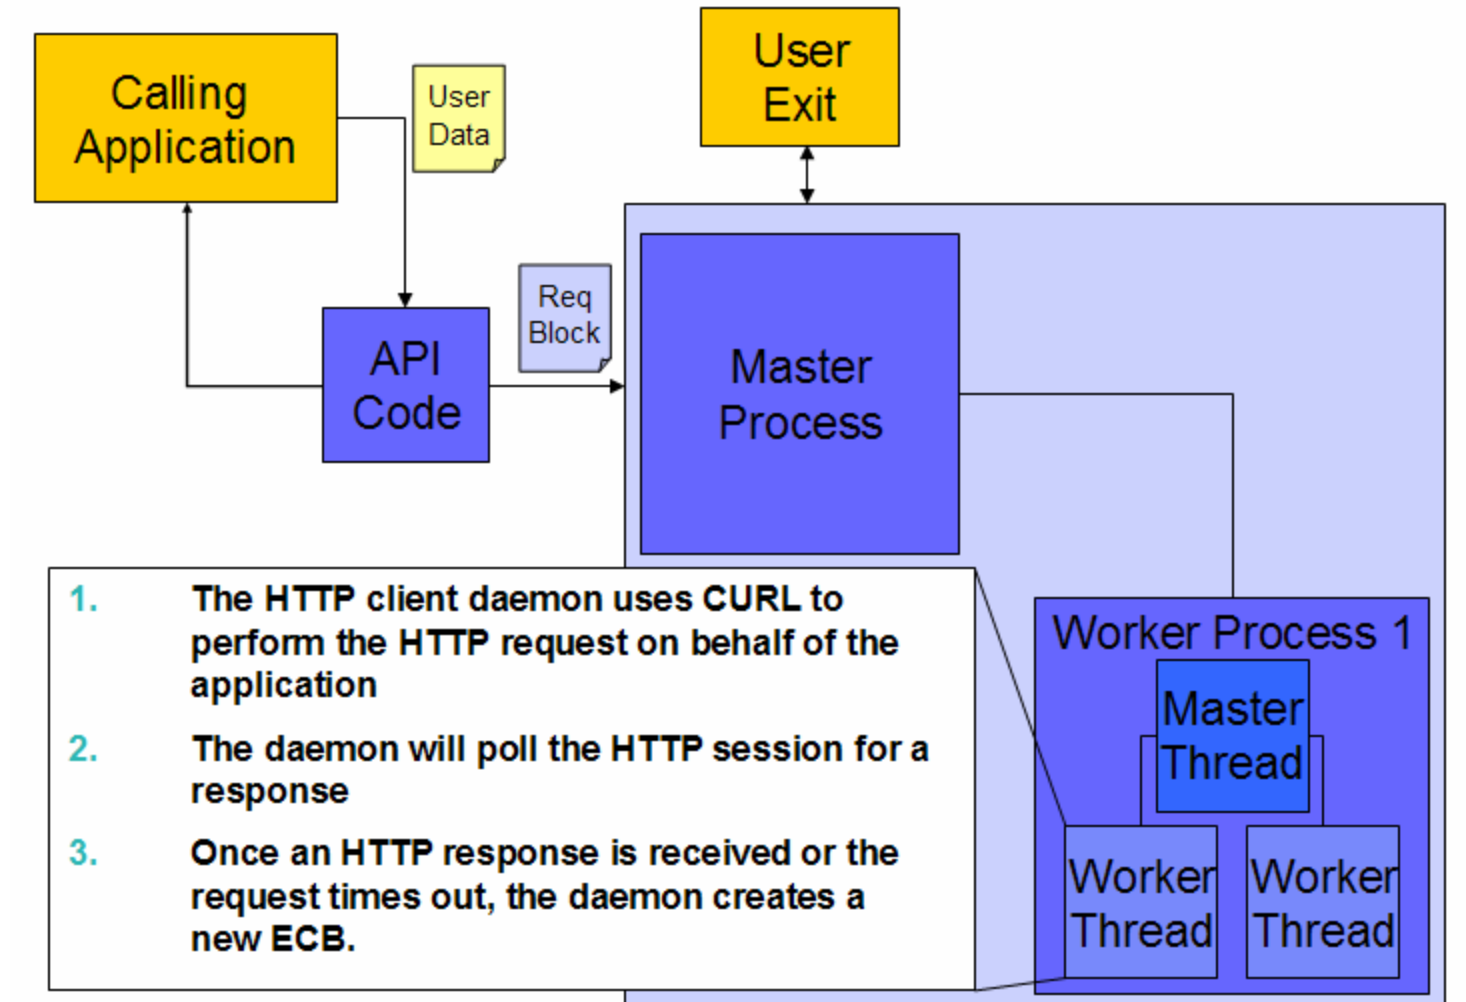 Calling
Application
User
Data
User
Exit
Req
Block
API
Code
Master
Process
1. The HTTP client daemon uses CURL to
perform the HTTP request on behalf of the
application
2. The daemon will poll the HTTP session for a
response
3. Once an HTTP response is received or the
request times out, the daemon creates a
new ECB.
Worker Process 1
Master
Thread
Worker
Thread
Worker
Thread